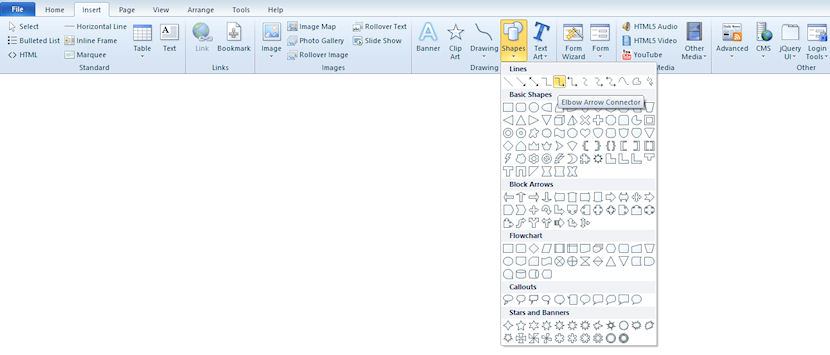 File Home Insert Page View Arrange Tools Help
Select Horizontal Line Image Map Rollover Text HTML5 Audio
Bulleted List Inline Frame Photo Gallery Slide Show HTML5 Video
HTML Marquee Rollover Image YouTube
Table Text Link Bookmark Image Banner Clip Art Drawing Shapes Text Art Form Wizard Form Other Media Advanced CMS jQuery UI Login Tools
Standard Links Images Drawing Media Other
Lines
Elbow Arrow Connector
Basic Shapes
Block Arrows
Flowchart
Callouts
Stars and Banners